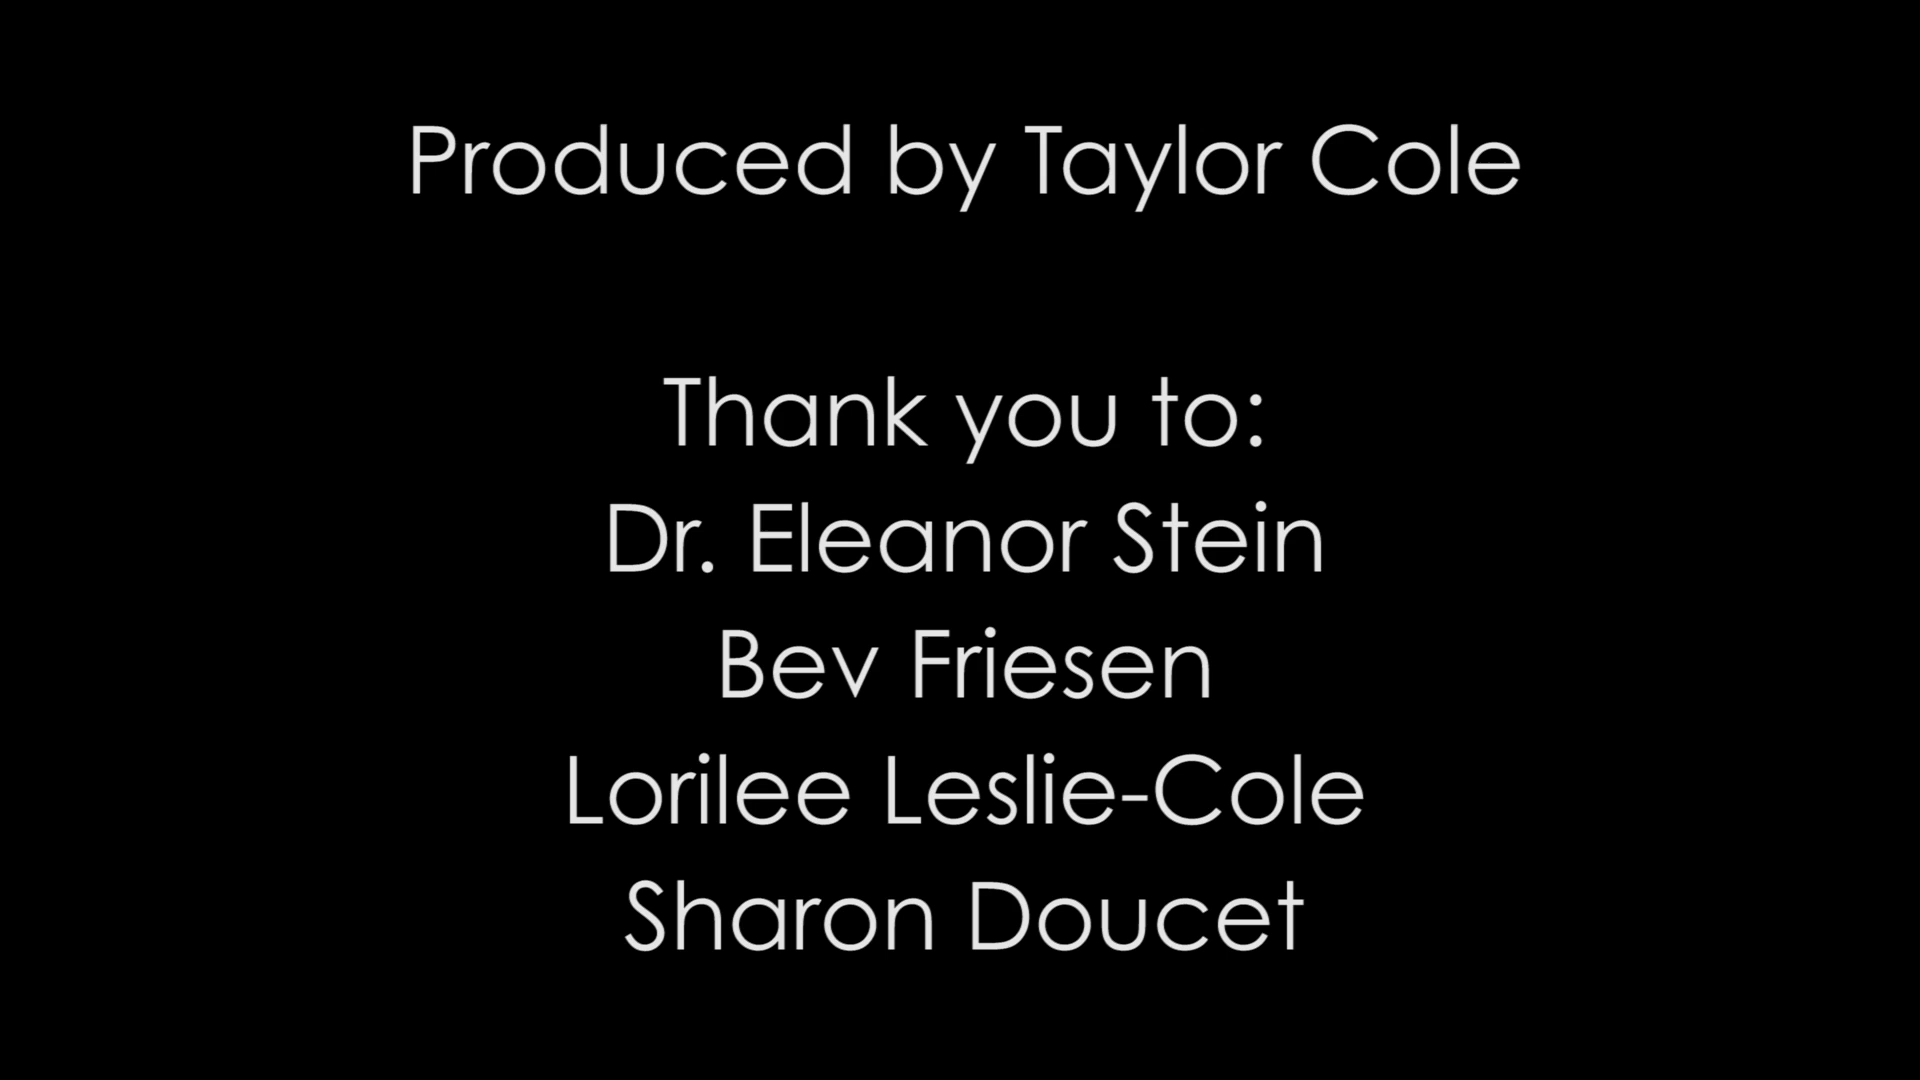 Produced by Taylor Cole
Thank you to:
Dr. Eleanor Stein
Bev Friesen
Lorilee Leslie-Cole
Sharon Doucet